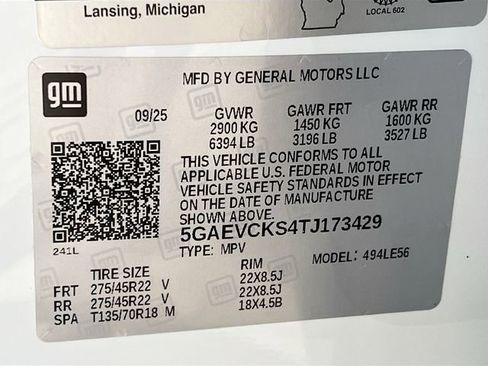 Lansing, Michigan
LOCAL 602
gm
MFD BY GENERAL MOTORS LLC
09/25 GVWR GAWR FRT GAWR RR
2900 KG 1450 KG 1600 KG
6394 LB 3196 LB 3527 LB
THIS VEHICLE CONFORMS TO ALL
APPLICABLE U.S. FEDERAL MOTOR
VEHICLE SAFETY STANDARDS IN EFFECT
ON THE DATE OF MANUFACTURE
SHOWN ABOVE.
5GAEVCKS4TJ173429
241L TYPE: MPV MODEL: 494LE56
TIRE SIZE RIM
FRT 275/45R22 V 22X8.5J
RR 275/45R22 V 22X8.5J
SPA T135/70R18 M 18X4.5B